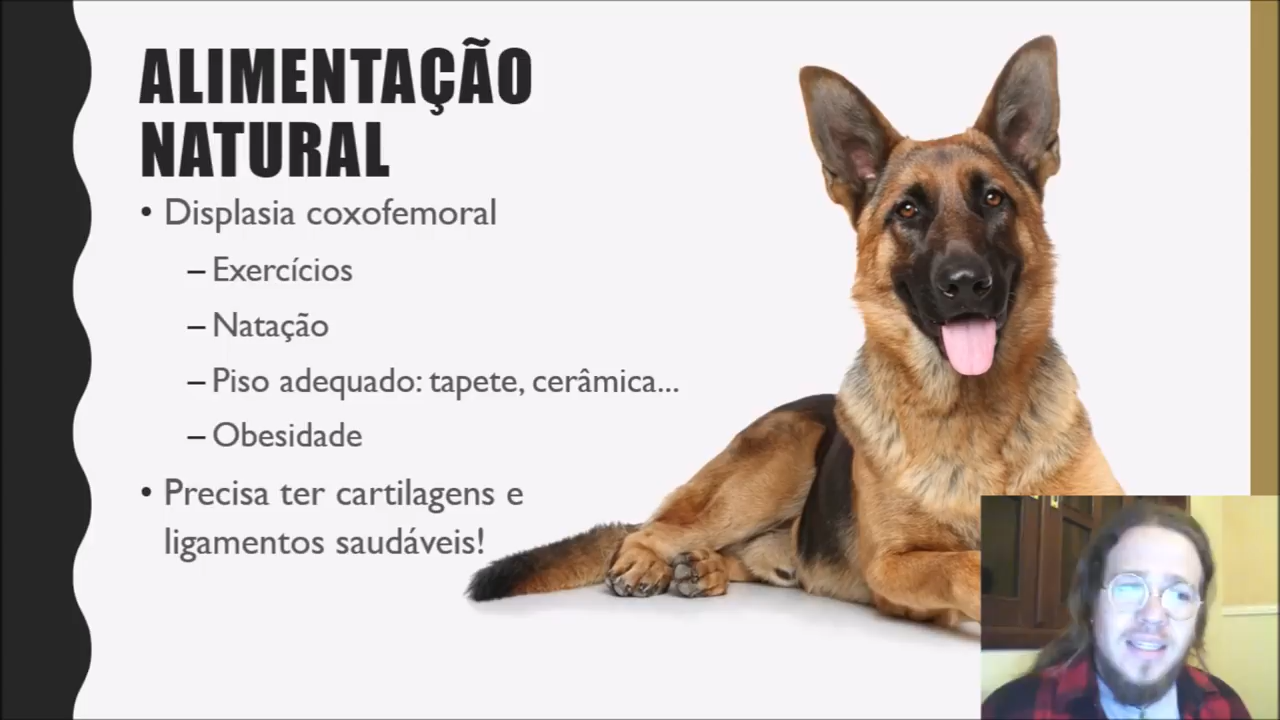 ALIMENTAÇÃO
NATURAL
• Displasia coxofemoral
– Exercícios
– Natação
– Piso adequado: tapete, cerâmica...
– Obesidade
• Precisa ter cartilagens e
ligamentos saudáveis!